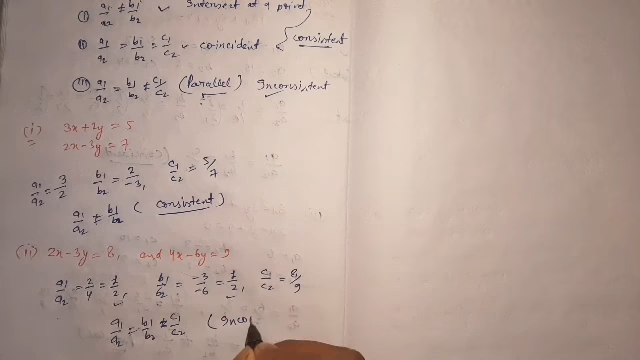 (i) a1/a2 ≠ b1/b2 ✓ Intersect at a point,
(ii) a1/a2 = b1/b2 = c1/c2 ✓ coincident consistent
(iii) a1/a2 = b1/b2 ≠ c1/c2 (Parallel) Inconsistent
(i) 3x+2y = 5
2x-3y = 7
a1/a2 = 3/2 b1/b2 = 2/-3, c1/c2 = 5/7
a1/a2 ≠ b1/b2 (consistent)
(ii) 2x-3y = 8, and 4x-6y = 9
a1/a2 = 2/4 = 1/2, b1/b2 = -3/-6 = 1/2, c1/c2 = 8/9
a1/a2 = b1/b2 ≠ c1/c2 (Inco